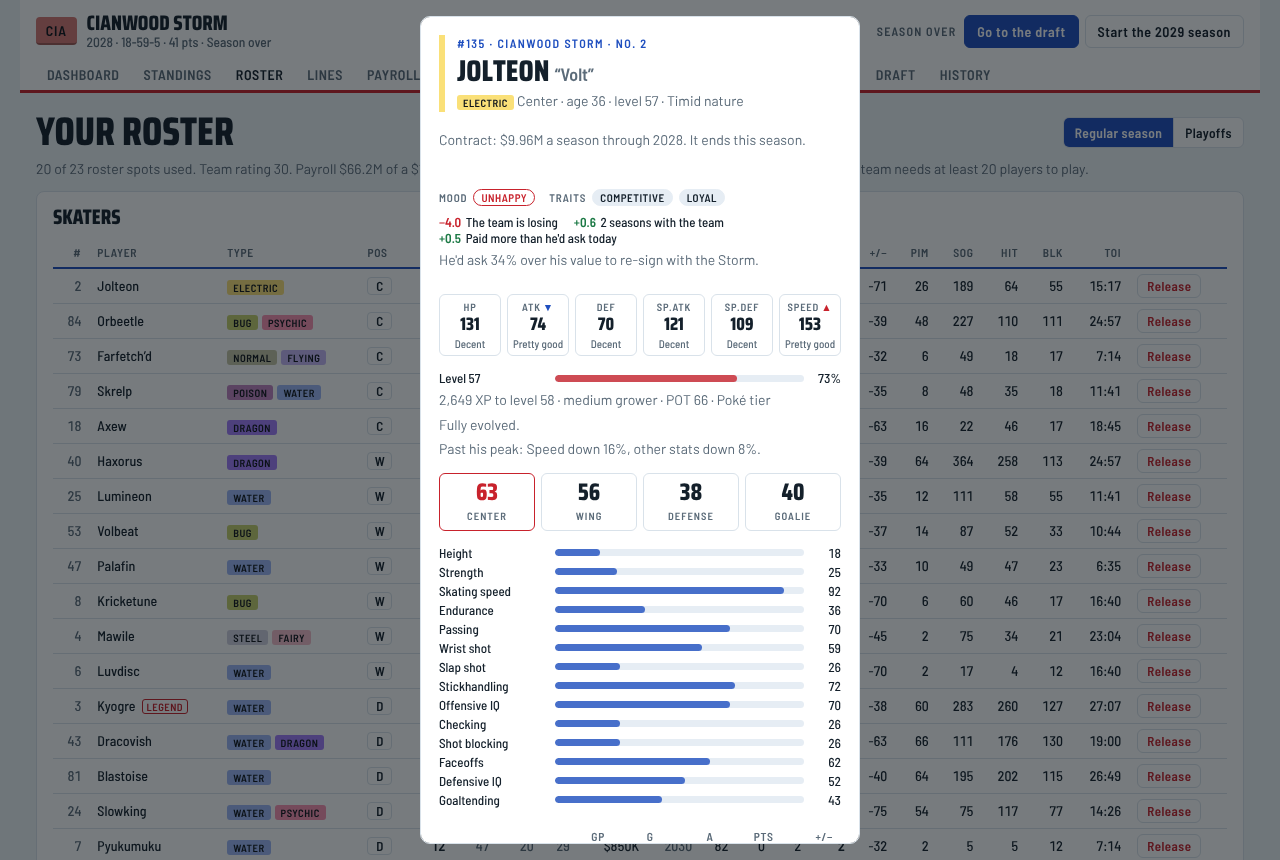 CIA
CIANWOOD STORM
2028 · 18-59-5 · 41 pts · Season over
SEASON OVER
Go to the draft
Start the 2029 season
DASHBOARD STANDINGS ROSTER LINES PAYROLL DRAFT HISTORY
YOUR ROSTER
Regular season Playoffs
20 of 23 roster spots used. Team rating 30. Payroll $66.2M of a $
team needs at least 20 players to play.
SKATERS
# PLAYER TYPE POS +/− PIM SOG HIT BLK TOI
2 Jolteon ELECTRIC C -71 26 189 64 55 15:17 Release
84 Orbeetle BUG PSYCHIC C -39 48 227 110 111 24:57 Release
73 Farfetch'd NORMAL FLYING C -32 6 49 18 17 7:14 Release
79 Skrelp POISON WATER C -35 8 48 35 18 11:41 Release
18 Axew DRAGON C -63 16 22 46 17 18:45 Release
40 Haxorus DRAGON W -39 64 364 258 113 24:57 Release
25 Lumineon WATER W -35 12 111 58 55 11:41 Release
53 Volbeat BUG W -37 14 87 52 33 10:44 Release
47 Palafin WATER W -33 10 49 47 23 6:35 Release
8 Kricketune BUG W -70 6 60 46 17 16:40 Release
4 Mawile STEEL FAIRY W -45 2 75 34 21 23:04 Release
6 Luvdisc WATER W -70 2 17 4 12 16:40 Release
3 Kyogre LEGEND WATER D -38 60 283 260 127 27:07 Release
43 Dracovish WATER DRAGON D -63 66 111 176 130 19:00 Release
81 Blastoise WATER D -40 64 195 202 115 26:49 Release
24 Slowking WATER PSYCHIC D -75 54 75 117 77 14:26 Release
7 Pyukumuku WATER D 12 47 20 29 $850K 2030 82 0 2 2 -32 2 5 5 12 7:14 Release
#135 · CIANWOOD STORM · NO. 2
JOLTEON “Volt”
ELECTRIC Center · age 36 · level 57 · Timid nature
Contract: $9.96M a season through 2028. It ends this season.
MOOD UNHAPPY TRAITS COMPETITIVE LOYAL
−4.0 The team is losing +0.6 2 seasons with the team
+0.5 Paid more than he'd ask today
He'd ask 34% over his value to re-sign with the Storm.
HP ATK ▼ DEF SP.ATK SP.DEF SPEED ▲
131 74 70 121 109 153
Decent Pretty good Decent Decent Decent Pretty good
Level 57 73%
2,649 XP to level 58 · medium grower · POT 66 · Poké tier
Fully evolved.
Past his peak: Speed down 16%, other stats down 8%.
63 56 38 40
CENTER WING DEFENSE GOALIE
Height 18
Strength 25
Skating speed 92
Endurance 36
Passing 70
Wrist shot 59
Slap shot 26
Stickhandling 72
Offensive IQ 70
Checking 26
Shot blocking 26
Faceoffs 62
Defensive IQ 52
Goaltending 43
GP G A PTS +/−